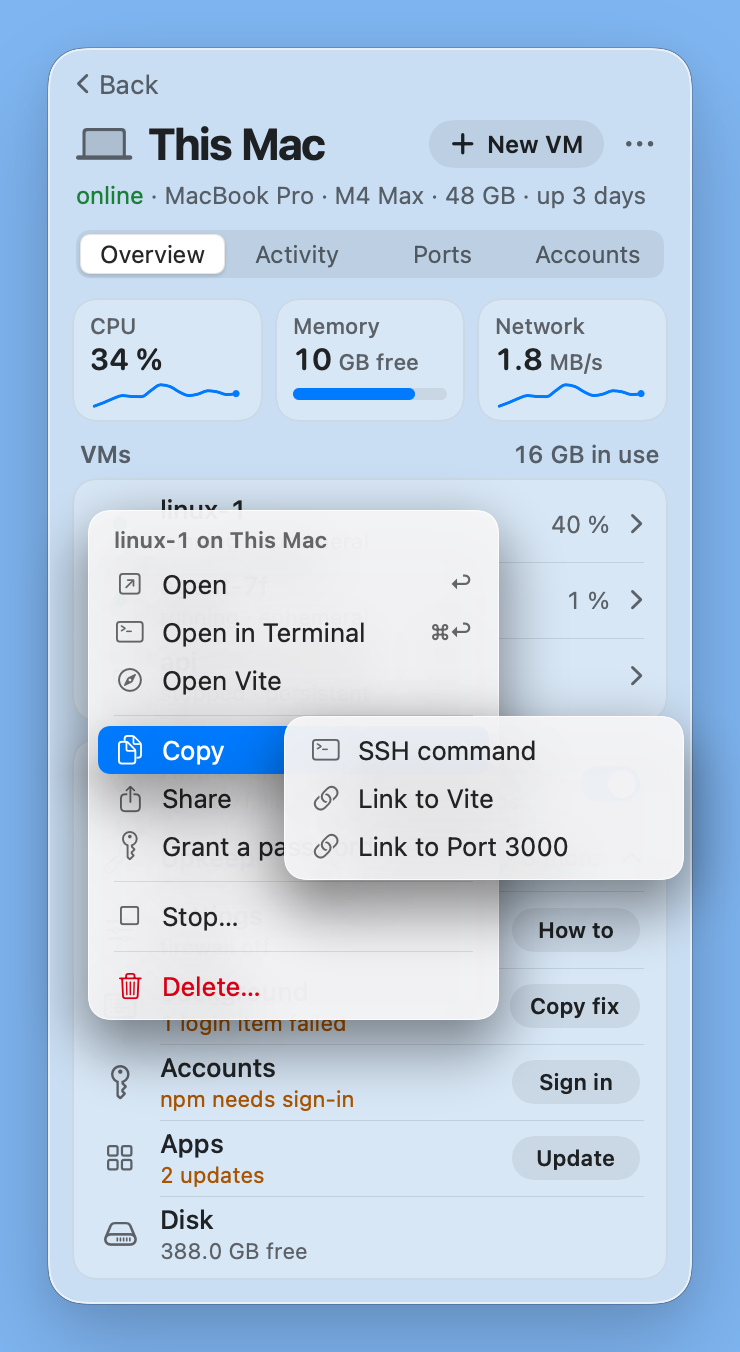 Back
This Mac
New VM
online · MacBook Pro · M4 Max · 48 GB · up 3 days
Overview Activity Ports Accounts
CPU Memory Network
34 % 10 GB free 1.8 MB/s
VMs 16 GB in use
linux-1
40 %
linux-1 on This Mac
Open ↩
1 %
Open in Terminal ⌘↩
Open Vite
Copy
SSH command
Share
Link to Vite
Grant a pa
Link to Port 3000
Stop…
How to
Delete…
Copy fix
1 login item failed
Accounts
npm needs sign-in
Sign in
Apps
2 updates
Update
Disk
388.0 GB free